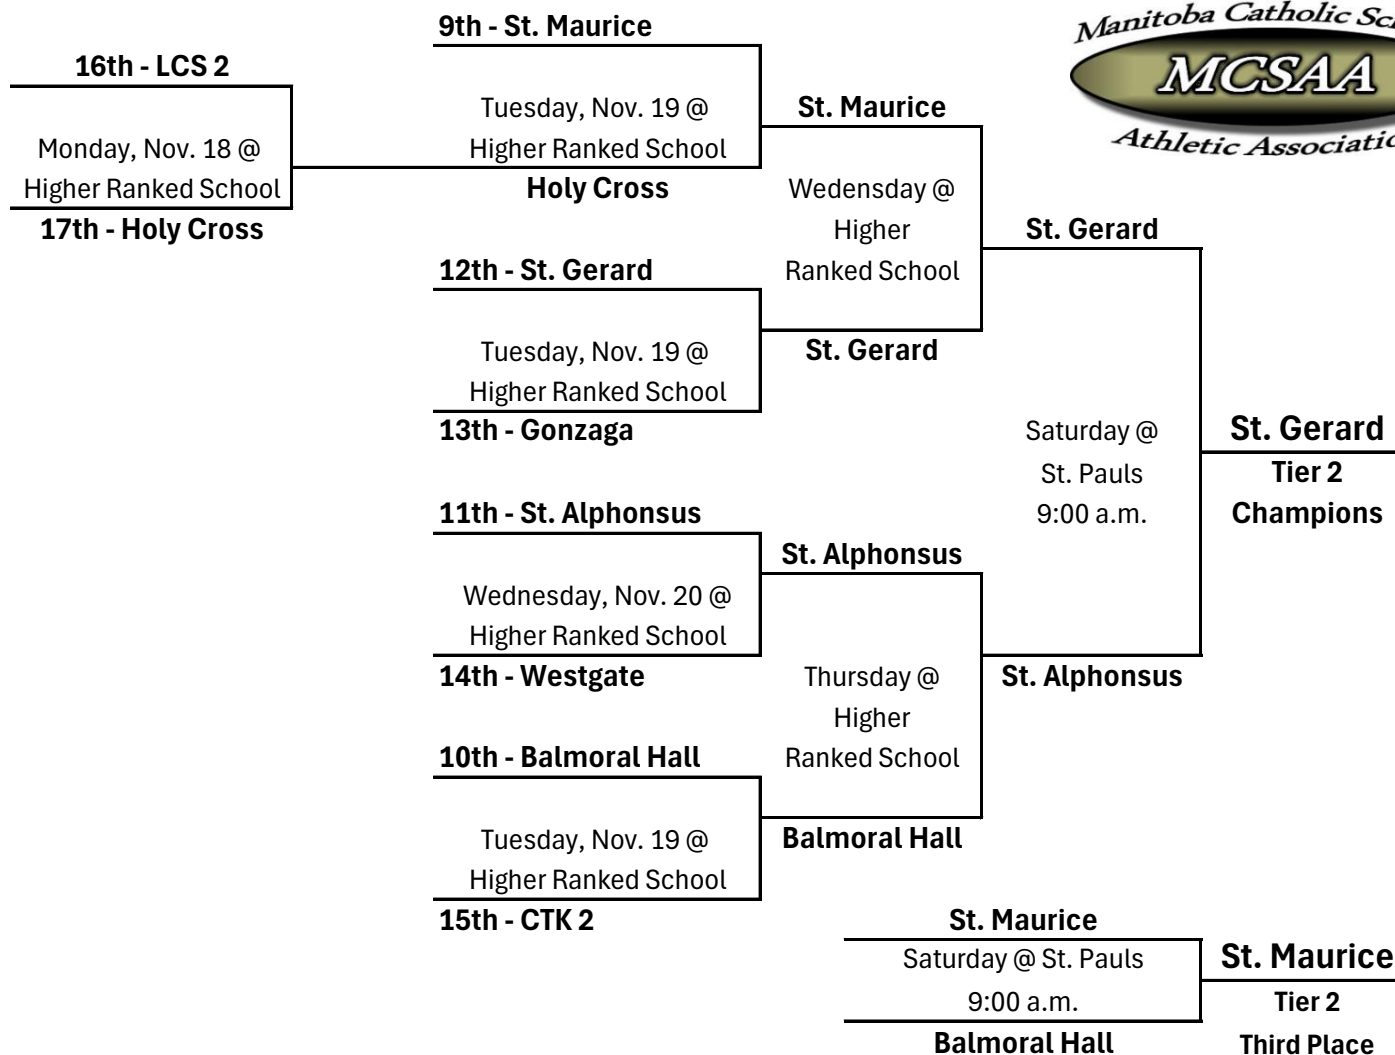 9th - St. Maurice
Manitoba Catholic
MCSAA
Athletic
16th - LCS 2
Monday, Nov. 18 @
Higher Ranked School
17th - Holy Cross
Tuesday, Nov. 19 @
Higher Ranked School
Holy Cross
St. Maurice
Wedensday @
Higher
Ranked School
St. Gerard
12th - St. Gerard
Tuesday, Nov. 19 @
Higher Ranked School
13th - Gonzaga
St. Gerard
Saturday @
St. Pauls
9:00 a.m.
St. Gerard
Tier 2
Champions
11th - St. Alphonsus
Wednesday, Nov. 20 @
Higher Ranked School
14th - Westgate
St. Alphonsus
Thursday @
Higher
Ranked School
St. Alphonsus
10th - Balmoral Hall
Tuesday, Nov. 19 @
Higher Ranked School
15th - CTK 2
Balmoral Hall
St. Maurice
Saturday @ St. Pauls
9:00 a.m.
Balmoral Hall
St. Maurice
Tier 2
Third Place